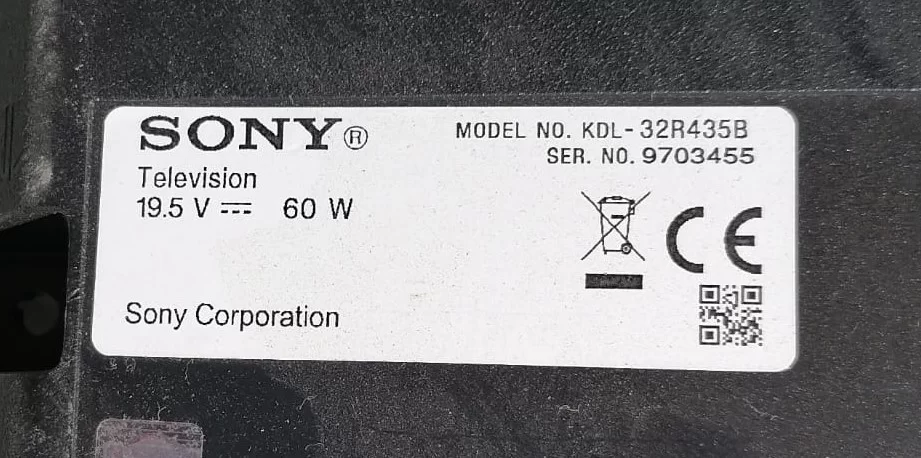 SONY®
MODEL NO. KDL-32R435B
SER. NO. 9703455
Television
19.5 V ⎓ 60 W
CE
Sony Corporation